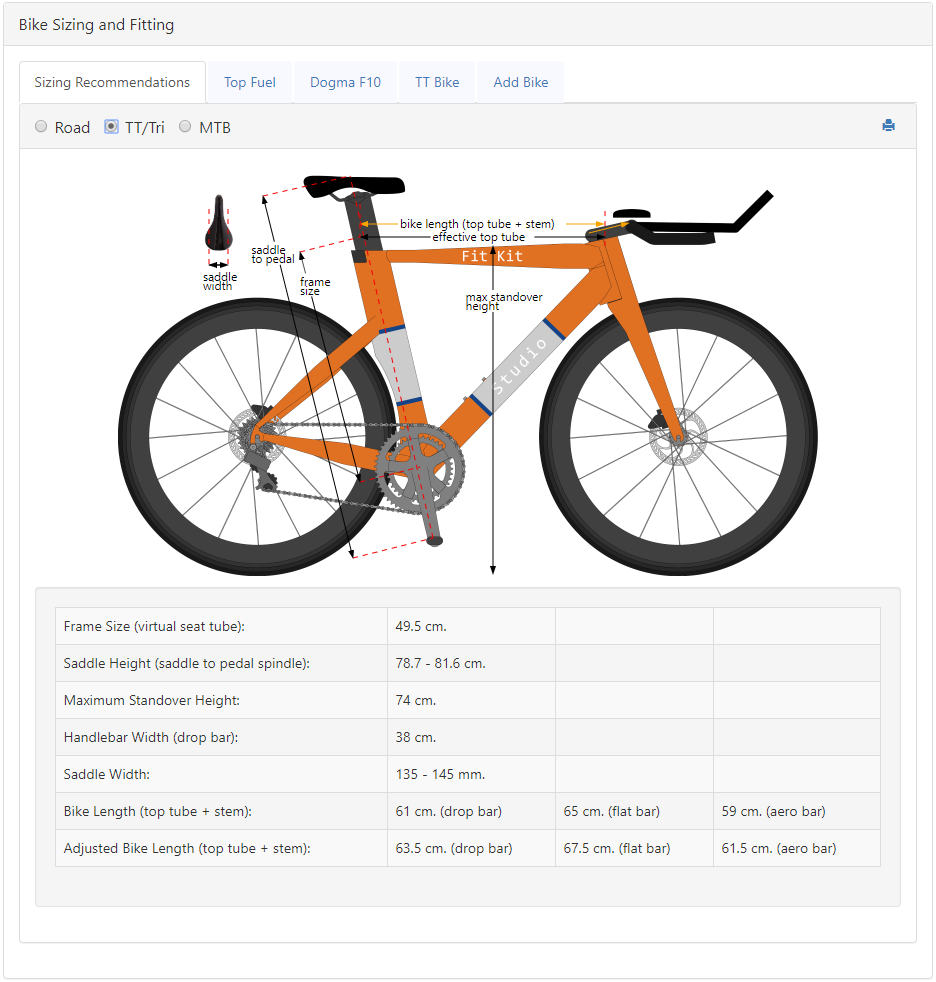 Bike Sizing and Fitting
Sizing Recommendations Top Fuel Dogma F10 TT Bike Add Bike
Road TT/Tri MTB
bike length (top tube + stem)
effective top tube
saddle
to pedal
Fit Kit
saddle
width
frame
size
max standover
height
Studio
Frame Size (virtual seat tube): 49.5 cm.
Saddle Height (saddle to pedal spindle): 78.7 - 81.6 cm.
Maximum Standover Height: 74 cm.
Handlebar Width (drop bar): 38 cm.
Saddle Width: 135 - 145 mm.
Bike Length (top tube + stem): 61 cm. (drop bar) 65 cm. (flat bar) 59 cm. (aero bar)
Adjusted Bike Length (top tube + stem): 63.5 cm. (drop bar) 67.5 cm. (flat bar) 61.5 cm. (aero bar)